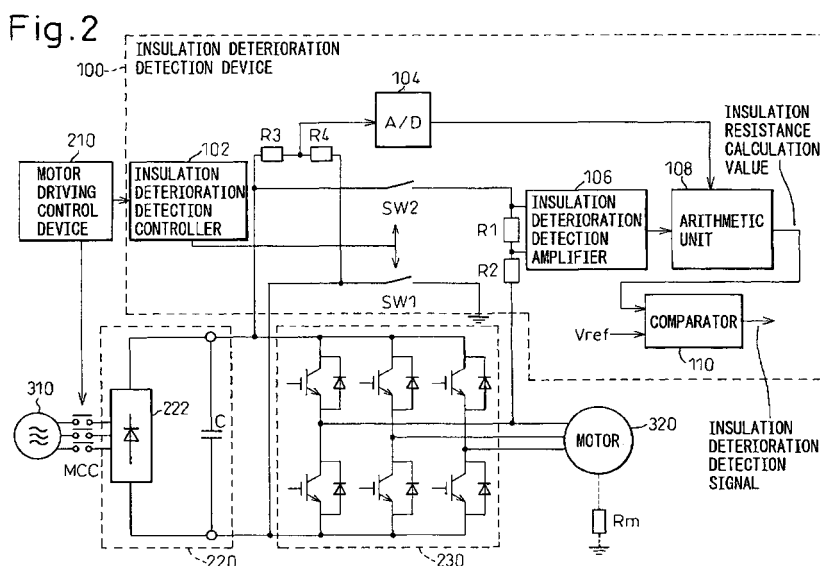 Fig.2
INSULATION DETERIORATION
DETECTION DEVICE
100
104
A/D
R3
R4
INSULATION
RESISTANCE
CALCULATION
VALUE
210
MOTOR
DRIVING
CONTROL
DEVICE
102
INSULATION
DETERIORATION
DETECTION
CONTROLLER
SW2
SW1
R1
R2
106
INSULATION
DETERIORATION
DETECTION
AMPLIFIER
108
ARITHMETIC
UNIT
Vref
COMPARATOR
110
310
MCC
222
C
220
230
MOTOR
320
Rm
INSULATION
DETERIORATION
DETECTION
SIGNAL